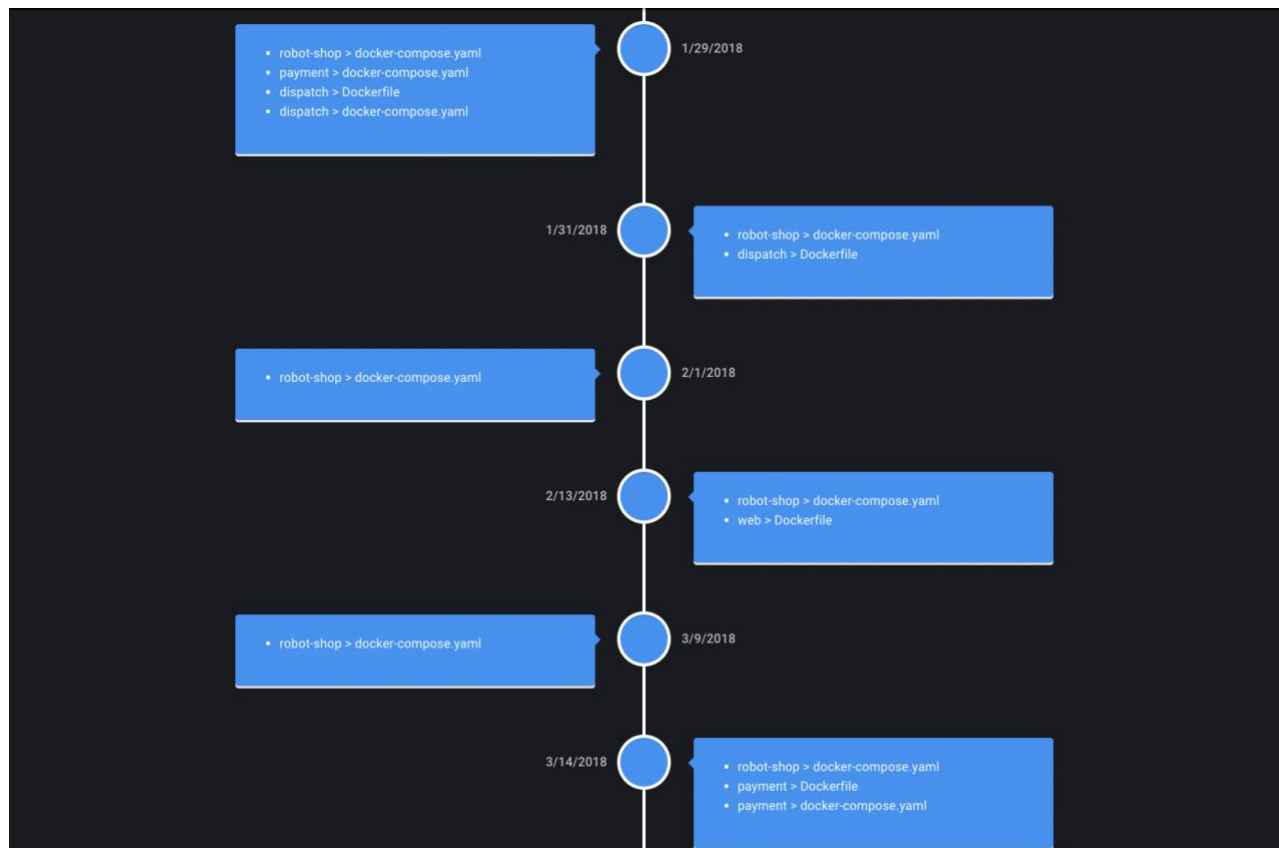 • robot-shop > docker-compose.yaml
• payment > docker-compose.yaml
• dispatch > Dockerfile
• dispatch > docker-compose.yaml
1/29/2018
1/31/2018
• robot-shop > docker-compose.yaml
• dispatch > Dockerfile
• robot-shop > docker-compose.yaml
2/1/2018
2/13/2018
• robot-shop > docker-compose.yaml
• web > Dockerfile
• robot-shop > docker-compose.yaml
3/9/2018
3/14/2018
• robot-shop > docker-compose.yaml
• payment > Dockerfile
• payment > docker-compose.yaml